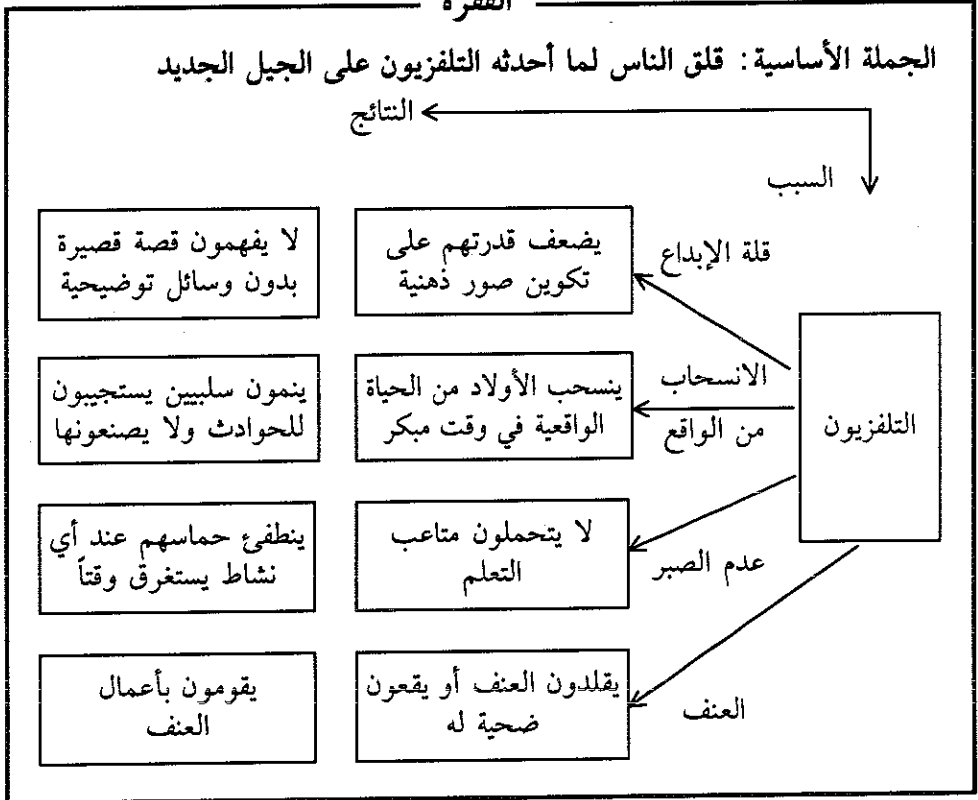 الفقرة
الجملة الأساسية: قلق الناس لما أحدثه التلفزيون على الجيل الجديد
النتائج
السبب
التلفزيون
قلة الإبداع
يضعف قدرتهم على
تكوين صور ذهنية
لا يفهمون قصة قصيرة
بدون وسائل توضيحية
الانسحاب
من الواقع
ينسحب الأولاد من الحياة
الواقعية في وقت مبكر
ينمون سلبيين يستجيبون
للحوادث ولا يصنعونها
عدم الصبر
لا يتحملون متاعب
التعلم
ينطفئ حماسهم عند أي
نشاط يستغرق وقتاً
العنف
يقلدون العنف أو يقعون
ضحية له
يقومون بأعمال
العنف